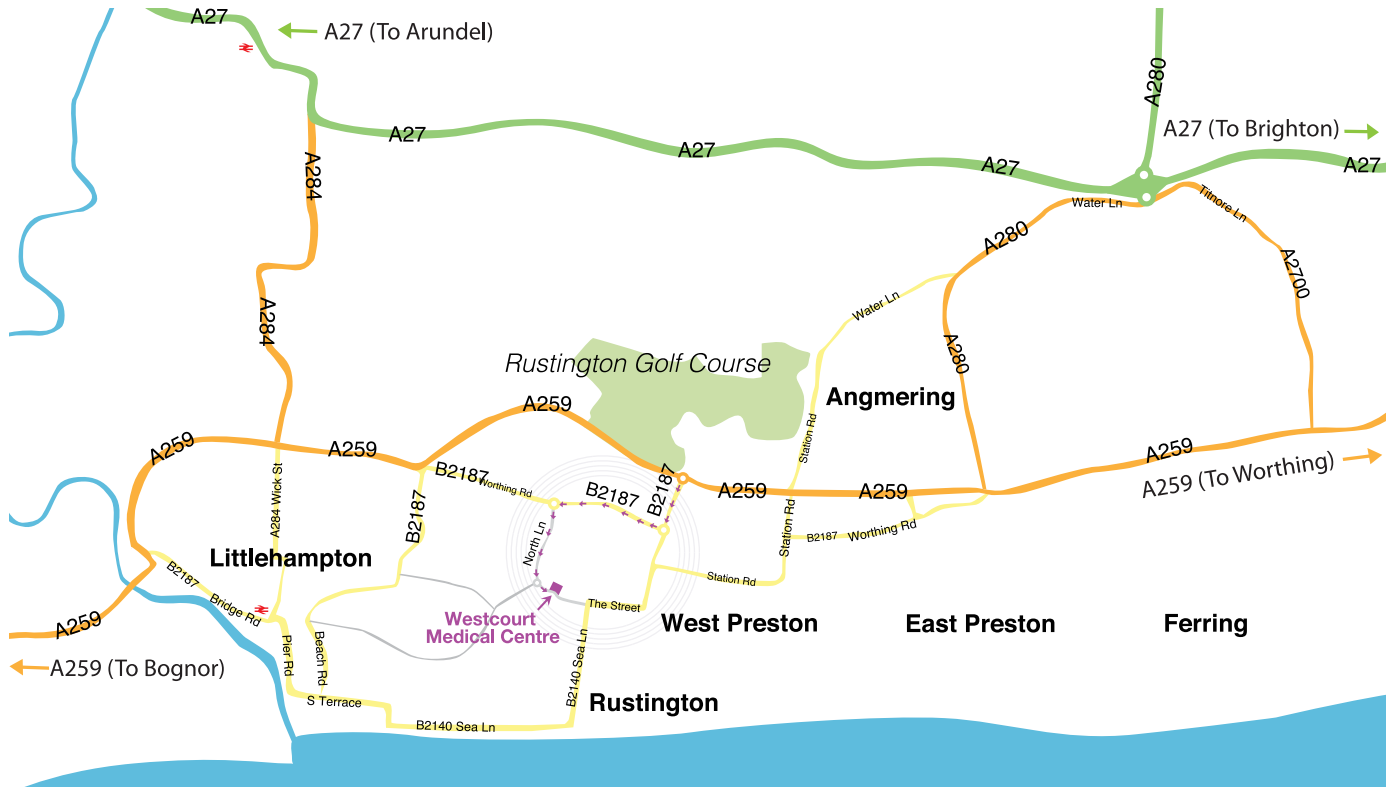 A27
A27 (To Arundel)
A280
A27 (To Brighton)
A27
A27
A27
A27
A284
Water Ln
Titnore Ln
A280
A2700
Water Ln
A284
A280
Rustington Golf Course
Angmering
A259
A259
A259
A259
A259 (To Worthing)
Station Rd
A284 Wick St
B2187
Worthing Rd
B2187
B2187
A259
A259
B2187
Station Rd
B2187
Worthing Rd
North Ln
Littlehampton
B2187
Bridge Rd
Station Rd
The Street
Westcourt
Medical Centre
West Preston
East Preston
Ferring
A259
A259 (To Bognor)
Pier Rd
Beach Rd
B2140 Sea Ln
S Terrace
Rustington
B2140 Sea Ln